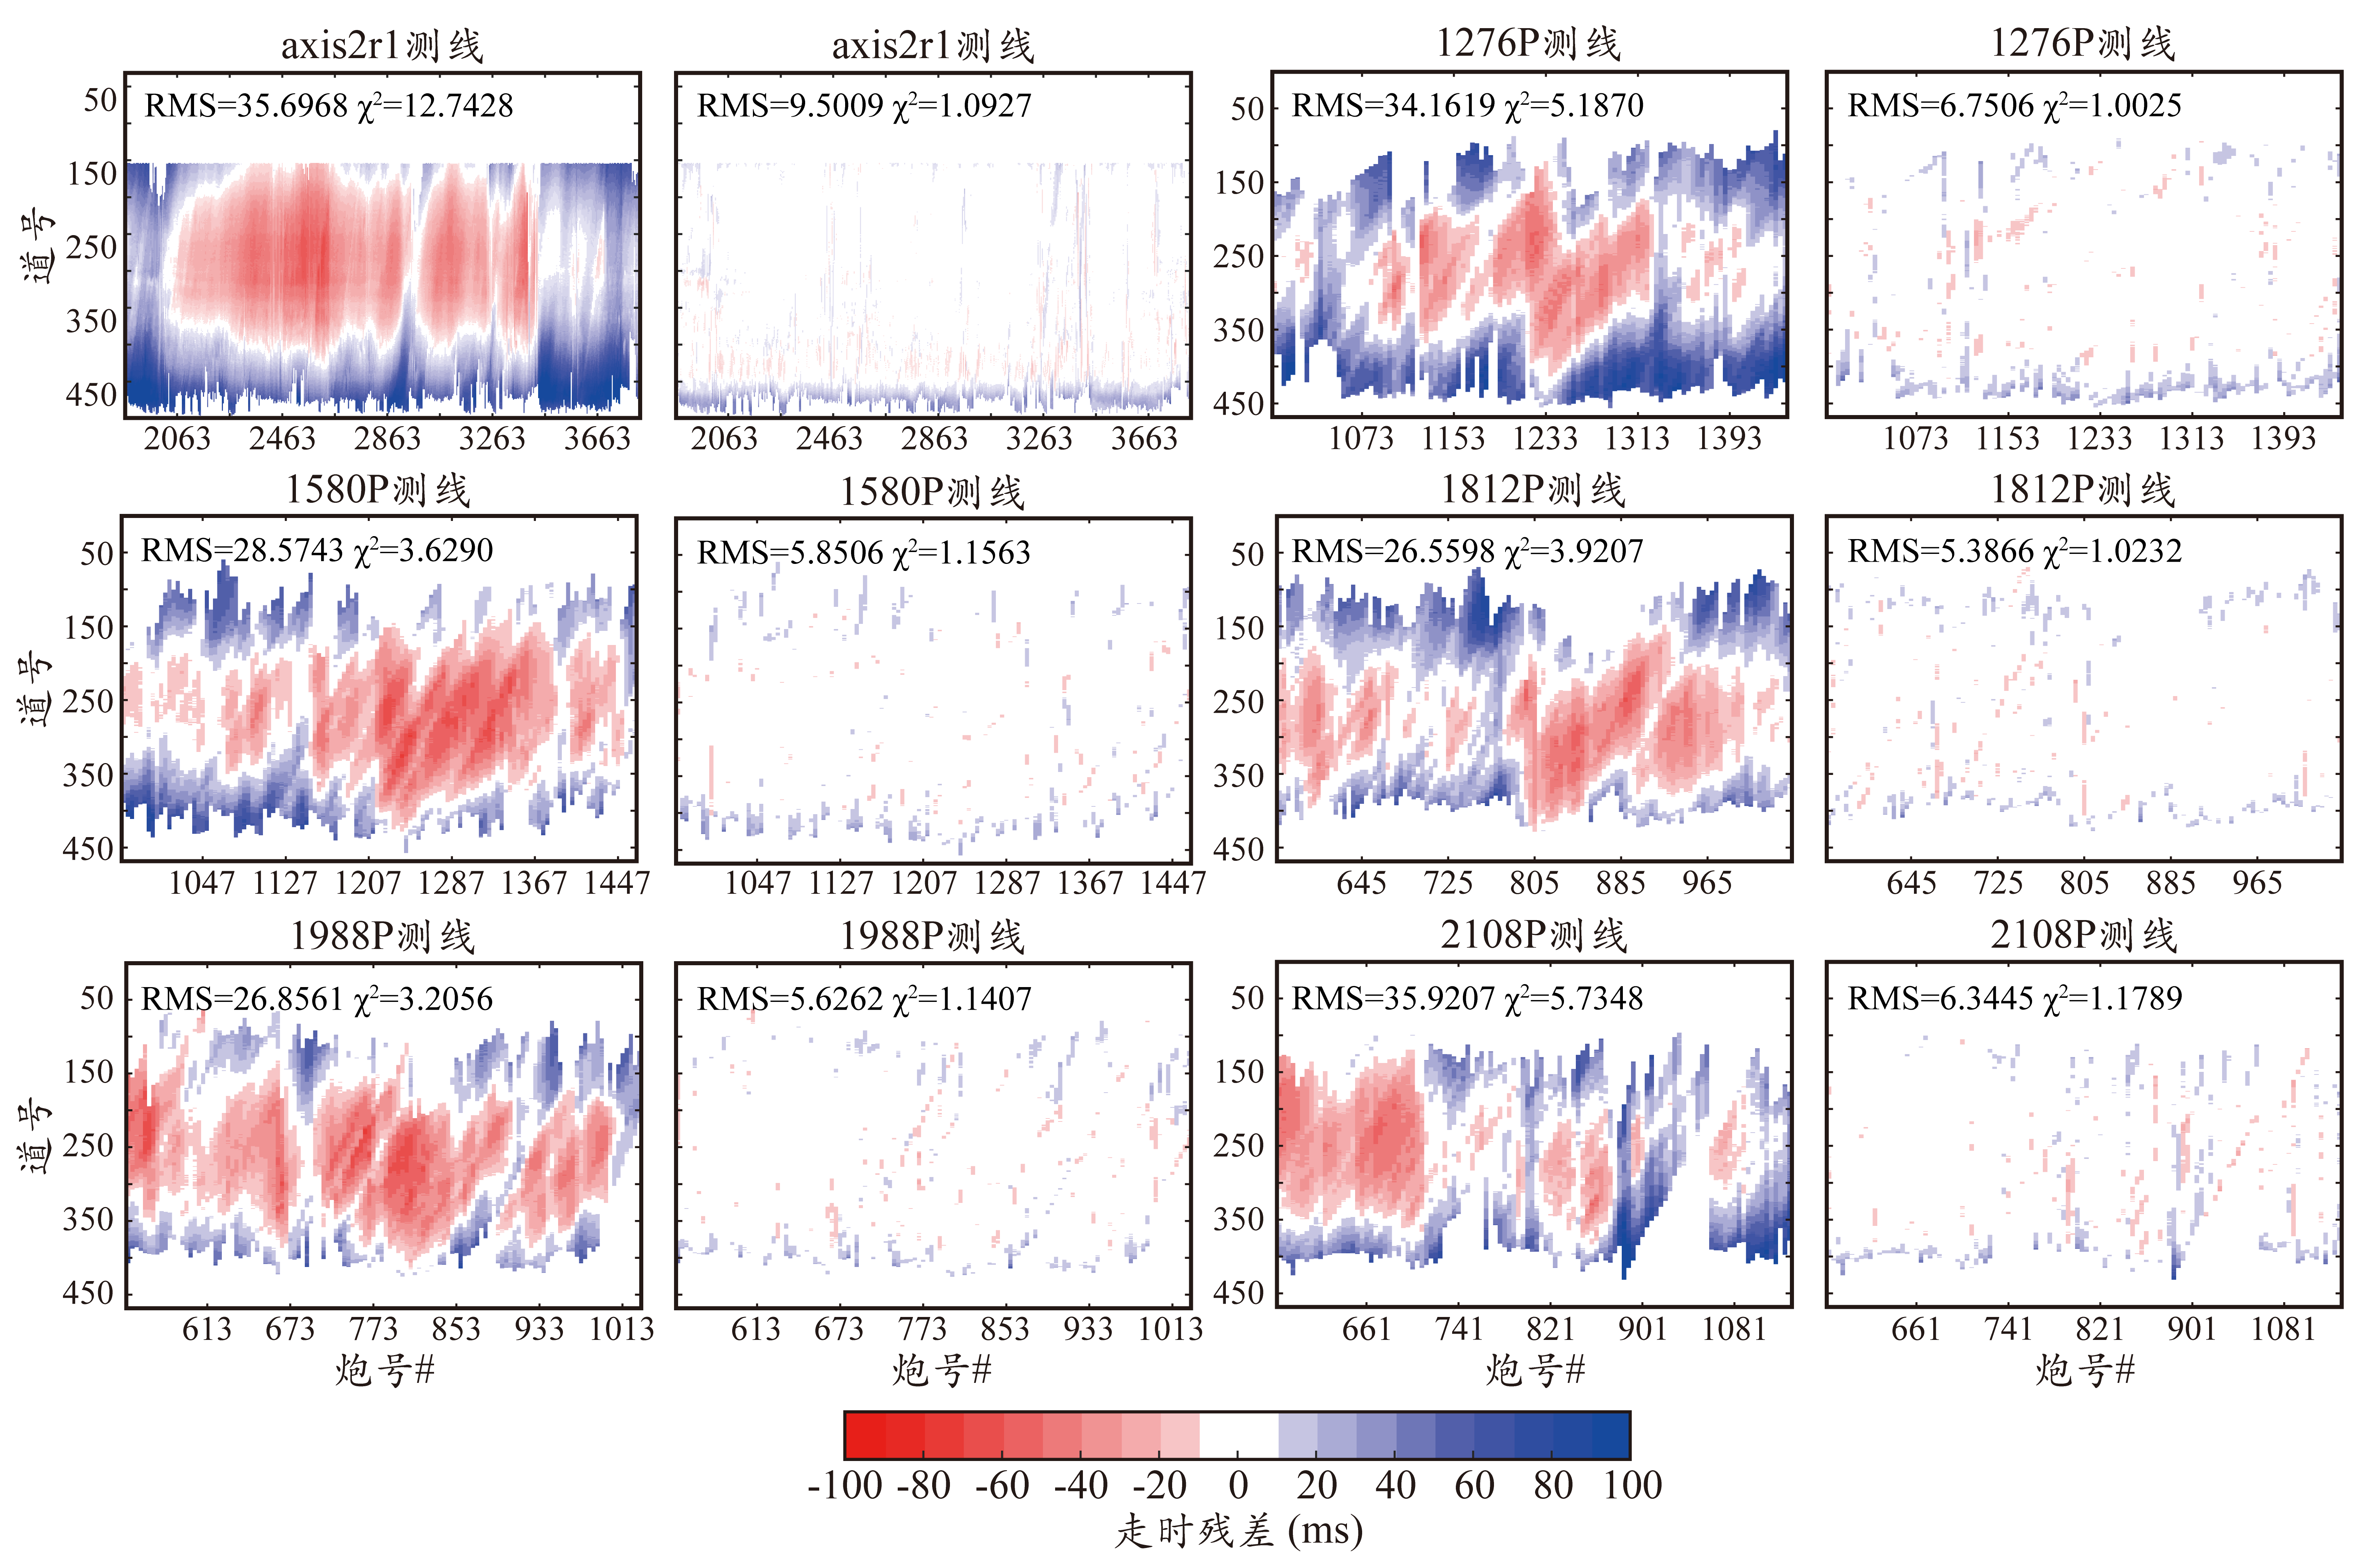 axis2r1测线
axis2r1测线
1276P测线
1276P测线
RMS=35.6968 χ²=12.7428
RMS=9.5009 χ²=1.0927
RMS=34.1619 χ²=5.1870
RMS=6.7506 χ²=1.0025
道号
50
150
250
350
450
50
150
250
350
450
2063 2463 2863 3263 3663
2063 2463 2863 3263 3663
1073 1153 1233 1313 1393
1073 1153 1233 1313 1393
1580P测线
1580P测线
1812P测线
1812P测线
RMS=28.5743 χ²=3.6290
RMS=5.8506 χ²=1.1563
RMS=26.5598 χ²=3.9207
RMS=5.3866 χ²=1.0232
道号
50
150
250
350
450
50
150
250
350
450
1047 1127 1207 1287 1367 1447
1047 1127 1207 1287 1367 1447
645 725 805 885 965
645 725 805 885 965
1988P测线
1988P测线
2108P测线
2108P测线
RMS=26.8561 χ²=3.2056
RMS=5.6262 χ²=1.1407
RMS=35.9207 χ²=5.7348
RMS=6.3445 χ²=1.1789
道号
50
150
250
350
450
50
150
250
350
450
613 673 773 853 933 1013
613 673 773 853 933 1013
661 741 821 901 1081
661 741 821 901 1081
炮号#
炮号#
炮号#
炮号#
-100 -80 -60 -40 -20 0 20 40 60 80 100
走时残差 (ms)